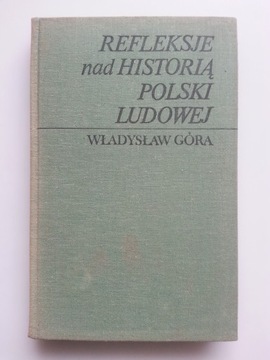 REFLEKSJE
nad HISTORIĄ
POLSKI
LUDOWEJ
WŁADYSŁAW GÓRA